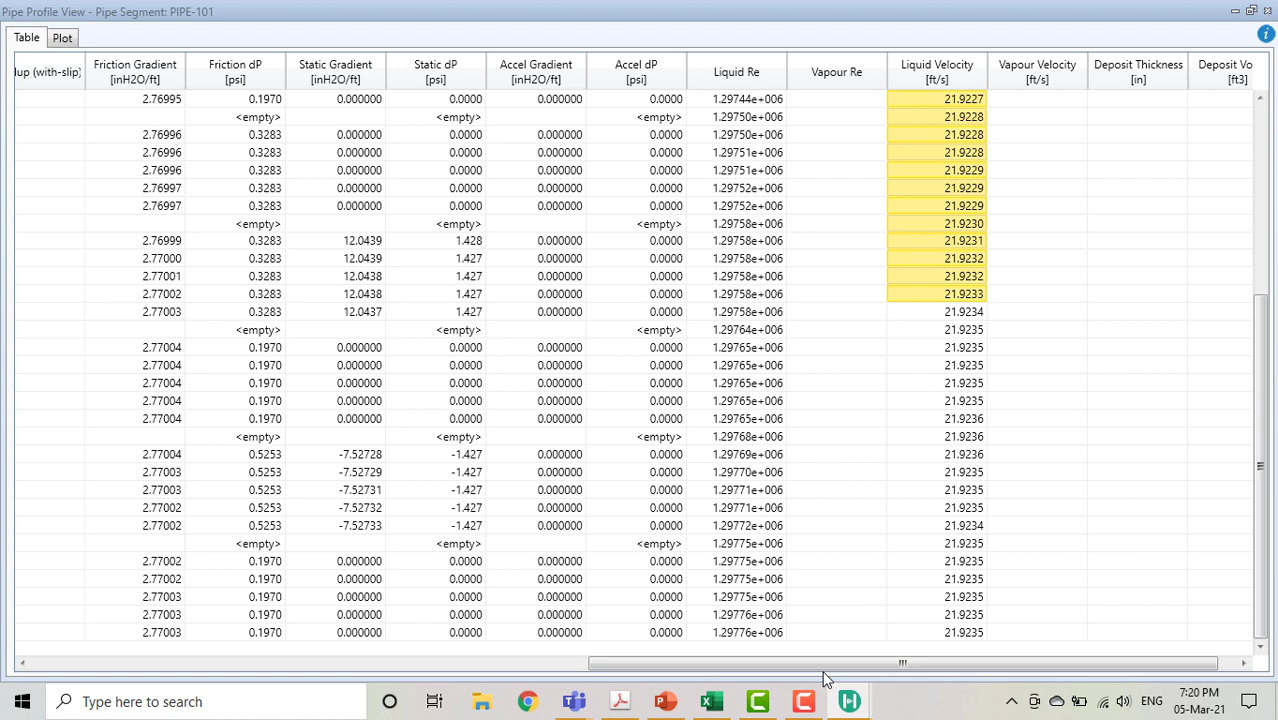 Pipe Profile View - Pipe Segment: PIPE-101
Table Plot
lup (with-slip) Friction Gradient [inH2O/ft] Friction dP [psi] Static Gradient [inH2O/ft] Static dP [psi] Accel Gradient [inH2O/ft] Accel dP [psi] Liquid Re Vapour Re Liquid Velocity [ft/s] Vapour Velocity [ft/s] Deposit Thickness [in] Deposit Vo [ft3]
2.76995 0.1970 0.000000 0.0000 0.000000 0.0000 1.29744e+006 21.9227
<empty> <empty> <empty> 1.29750e+006 21.9228
2.76996 0.3283 0.000000 0.0000 0.000000 0.0000 1.29750e+006 21.9228
2.76996 0.3283 0.000000 0.0000 0.000000 0.0000 1.29751e+006 21.9228
2.76996 0.3283 0.000000 0.0000 0.000000 0.0000 1.29751e+006 21.9229
2.76997 0.3283 0.000000 0.0000 0.000000 0.0000 1.29752e+006 21.9229
2.76997 0.3283 0.000000 0.0000 0.000000 0.0000 1.29752e+006 21.9229
<empty> <empty> <empty> 1.29758e+006 21.9230
2.76999 0.3283 12.0439 1.428 0.000000 0.0000 1.29758e+006 21.9231
2.77000 0.3283 12.0439 1.427 0.000000 0.0000 1.29758e+006 21.9232
2.77001 0.3283 12.0438 1.427 0.000000 0.0000 1.29758e+006 21.9232
2.77002 0.3283 12.0438 1.427 0.000000 0.0000 1.29758e+006 21.9233
2.77003 0.3283 12.0437 1.427 0.000000 0.0000 1.29758e+006 21.9234
<empty> <empty> <empty> 1.29764e+006 21.9235
2.77004 0.1970 0.000000 0.0000 0.000000 0.0000 1.29765e+006 21.9235
2.77004 0.1970 0.000000 0.0000 0.000000 0.0000 1.29765e+006 21.9235
2.77004 0.1970 0.000000 0.0000 0.000000 0.0000 1.29765e+006 21.9235
2.77004 0.1970 0.000000 0.0000 0.000000 0.0000 1.29765e+006 21.9235
2.77004 0.1970 0.000000 0.0000 0.000000 0.0000 1.29765e+006 21.9236
<empty> <empty> <empty> 1.29768e+006 21.9236
2.77004 0.5253 -7.52728 -1.427 0.000000 0.0000 1.29769e+006 21.9236
2.77003 0.5253 -7.52729 -1.427 0.000000 0.0000 1.29770e+006 21.9235
2.77003 0.5253 -7.52731 -1.427 0.000000 0.0000 1.29771e+006 21.9235
2.77002 0.5253 -7.52732 -1.427 0.000000 0.0000 1.29771e+006 21.9235
2.77002 0.5253 -7.52733 -1.427 0.000000 0.0000 1.29772e+006 21.9234
<empty> <empty> <empty> 1.29775e+006 21.9235
2.77002 0.1970 0.000000 0.0000 0.000000 0.0000 1.29775e+006 21.9235
2.77002 0.1970 0.000000 0.0000 0.000000 0.0000 1.29775e+006 21.9235
2.77003 0.1970 0.000000 0.0000 0.000000 0.0000 1.29775e+006 21.9235
2.77003 0.1970 0.000000 0.0000 0.000000 0.0000 1.29776e+006 21.9235
2.77003 0.1970 0.000000 0.0000 0.000000 0.0000 1.29776e+006 21.9235
Type here to search
ENG
7:20 PM
05-Mar-21